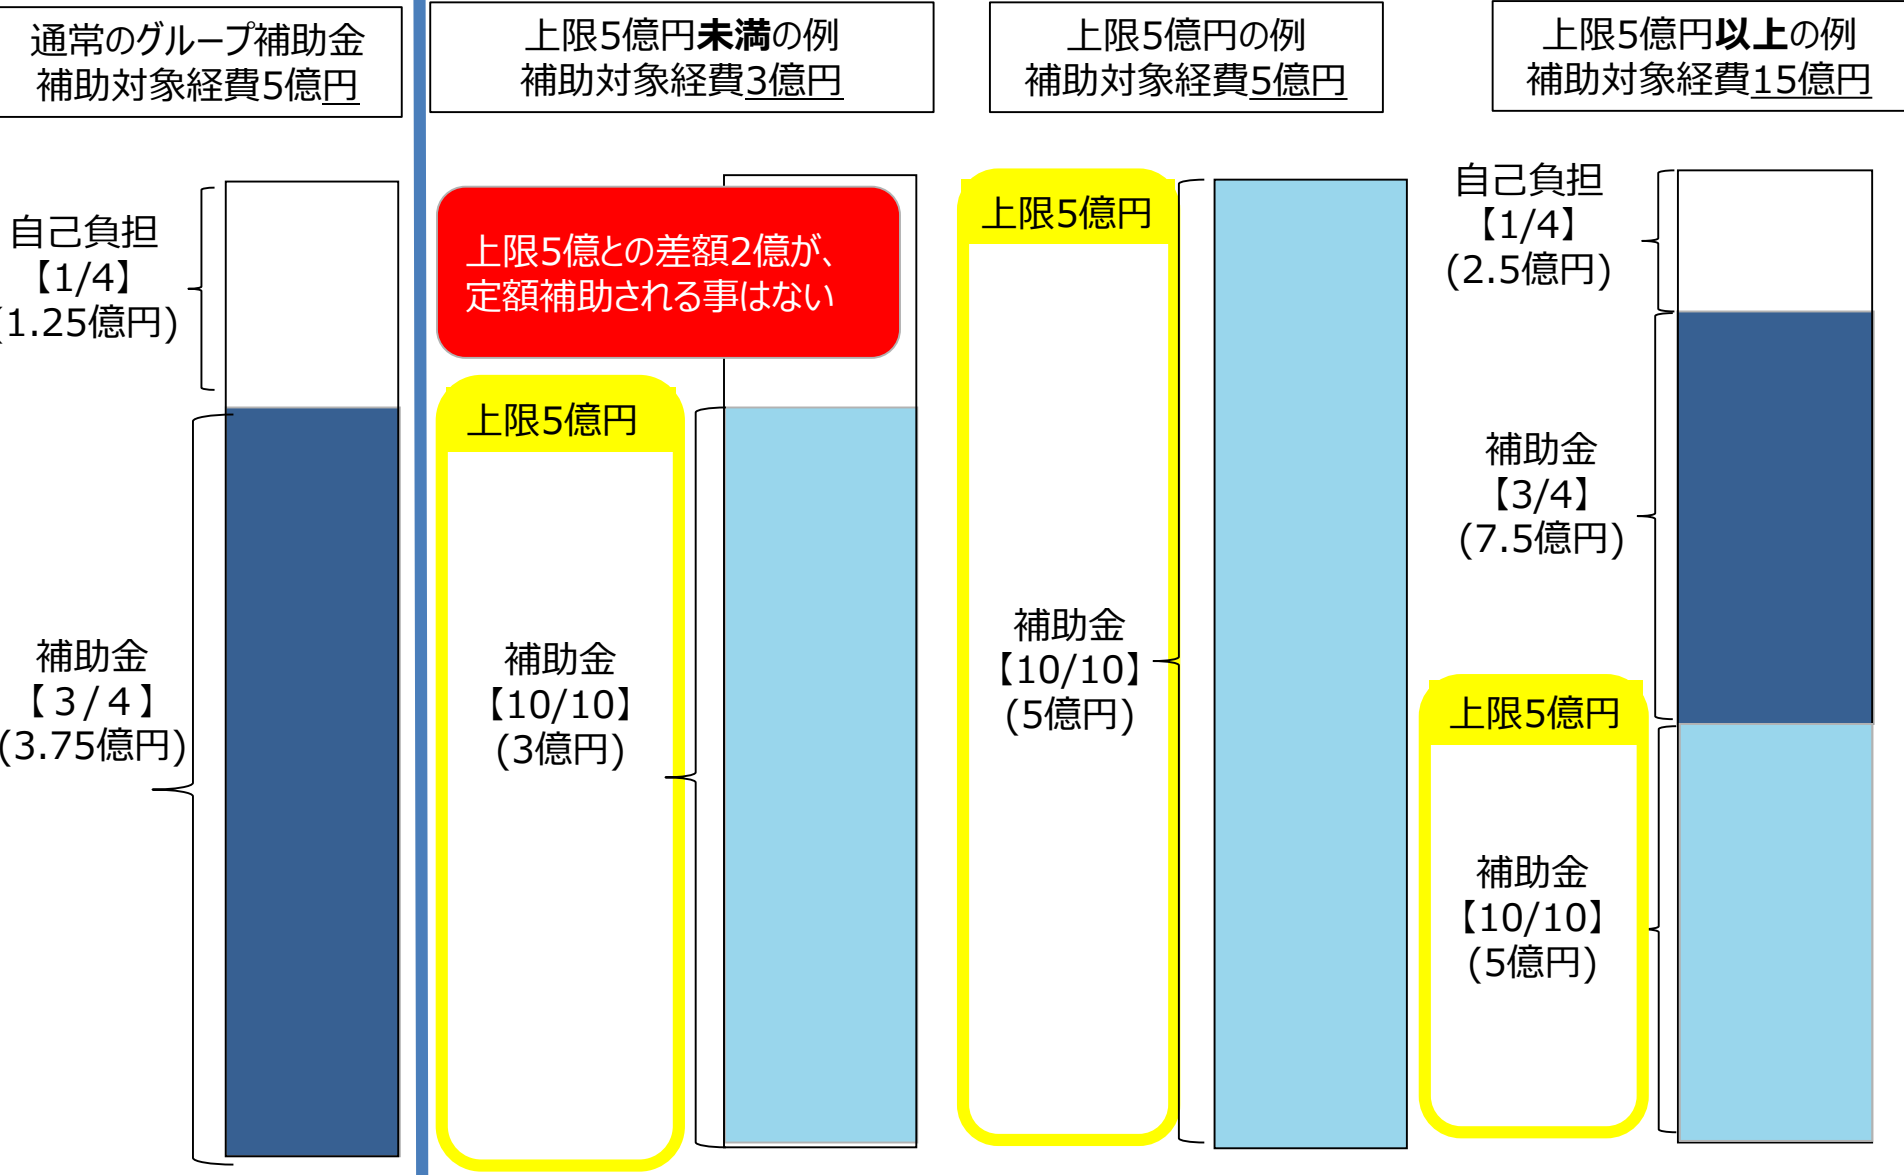 通常のグループ補助金
補助対象経費5億円
自己負担
【1/4】
(1.25億円)
補助金
【３/４】
(3.75億円)
上限5億円未満の例
補助対象経費3億円
上限5億との差額2億が、
定額補助される事はない
上限5億円
補助金
【10/10】
(3億円)
上限5億円の例
補助対象経費5億円
上限5億円
補助金
【10/10】
(5億円)
上限5億円以上の例
補助対象経費15億円
自己負担
【1/4】
(2.5億円)
補助金
【3/4】
(7.5億円)
上限5億円
補助金
【10/10】
(5億円)